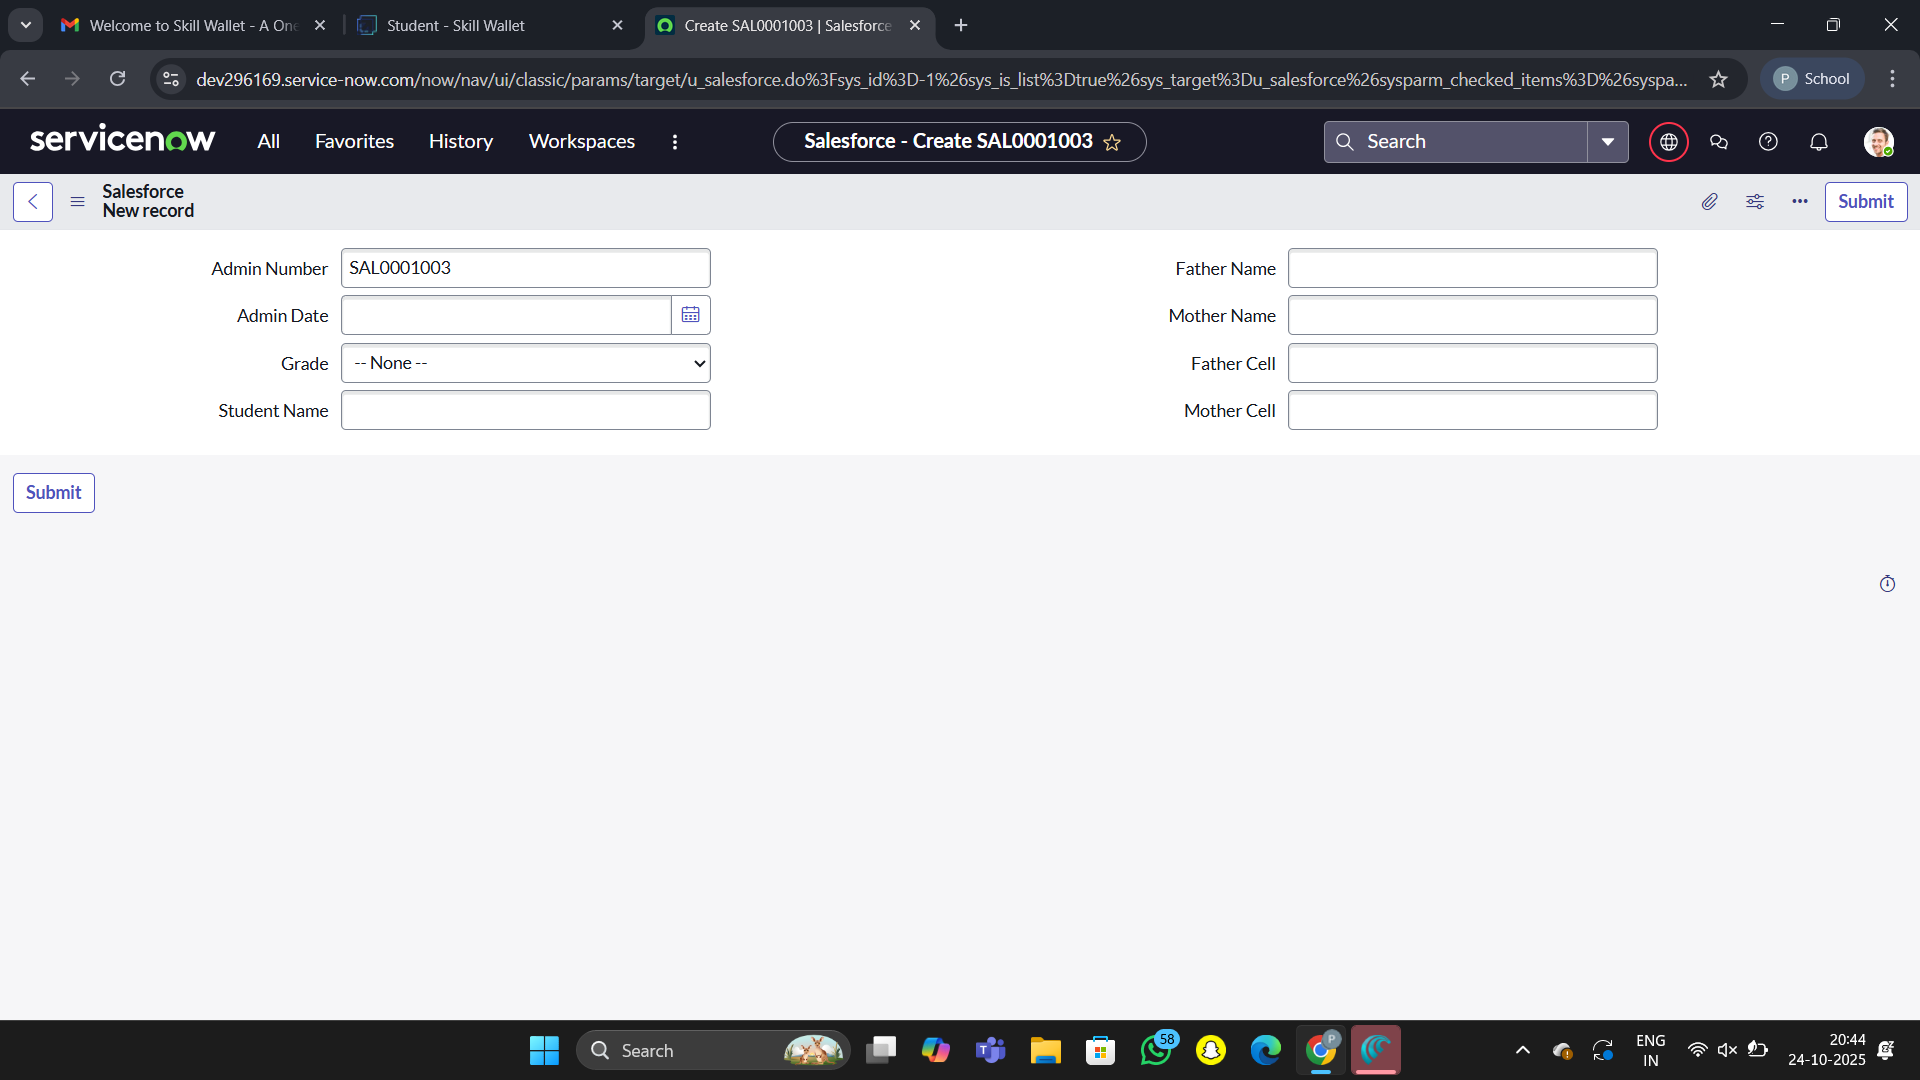 Welcome to Skill Wallet - A One
Student - Skill Wallet
Create SAL0001003 | Salesforce
dev296169.service-now.com/now/nav/ui/classic/params/target/u_salesforce.do%3Fsys_id%3D-1%26sys_is_list%3Dtrue%26sys_target%3Du_salesforce%26sysparm_checked_items%3D%26syspa...
P School
servicenow
All
Favorites
History
Workspaces
Salesforce - Create SAL0001003
Search
Salesforce
New record
Submit
Admin Number
SAL0001003
Father Name
Admin Date
Mother Name
Grade
-- None --
Father Cell
Student Name
Mother Cell
Submit
Search
T
58
P
ENG
IN
20:44
24-10-2025